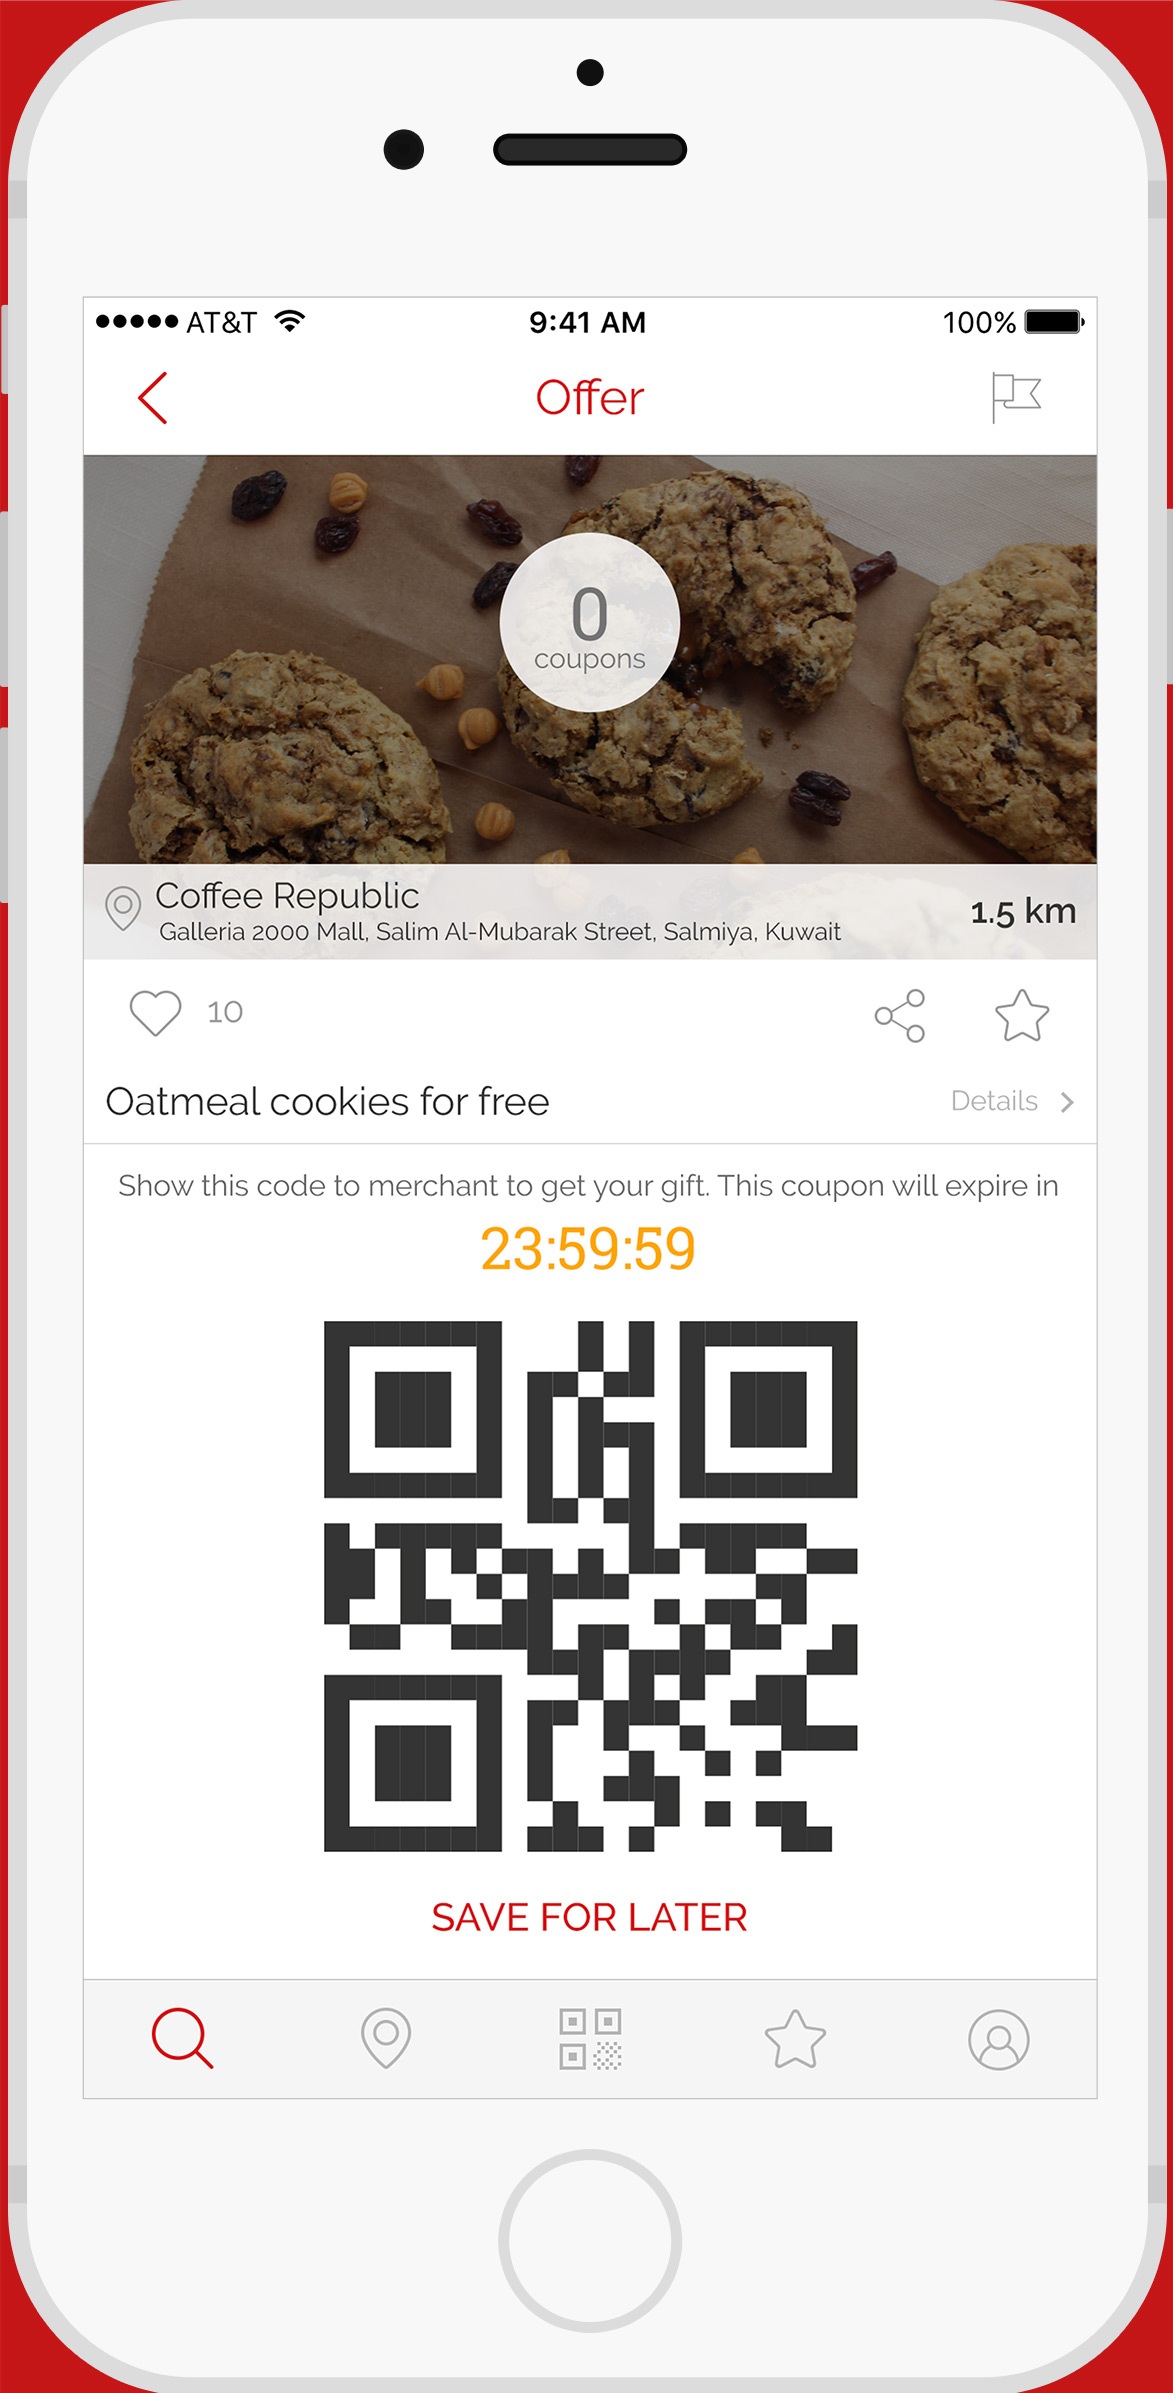 AT&T 9:41 AM 100%
Offer
0
coupons
Coffee Republic
Galleria 2000 Mall, Salim Al-Mubarak Street, Salmiya, Kuwait
1.5 km
10
Oatmeal cookies for free Details
Show this code to merchant to get your gift. This coupon will expire in
23:59:59
SAVE FOR LATER